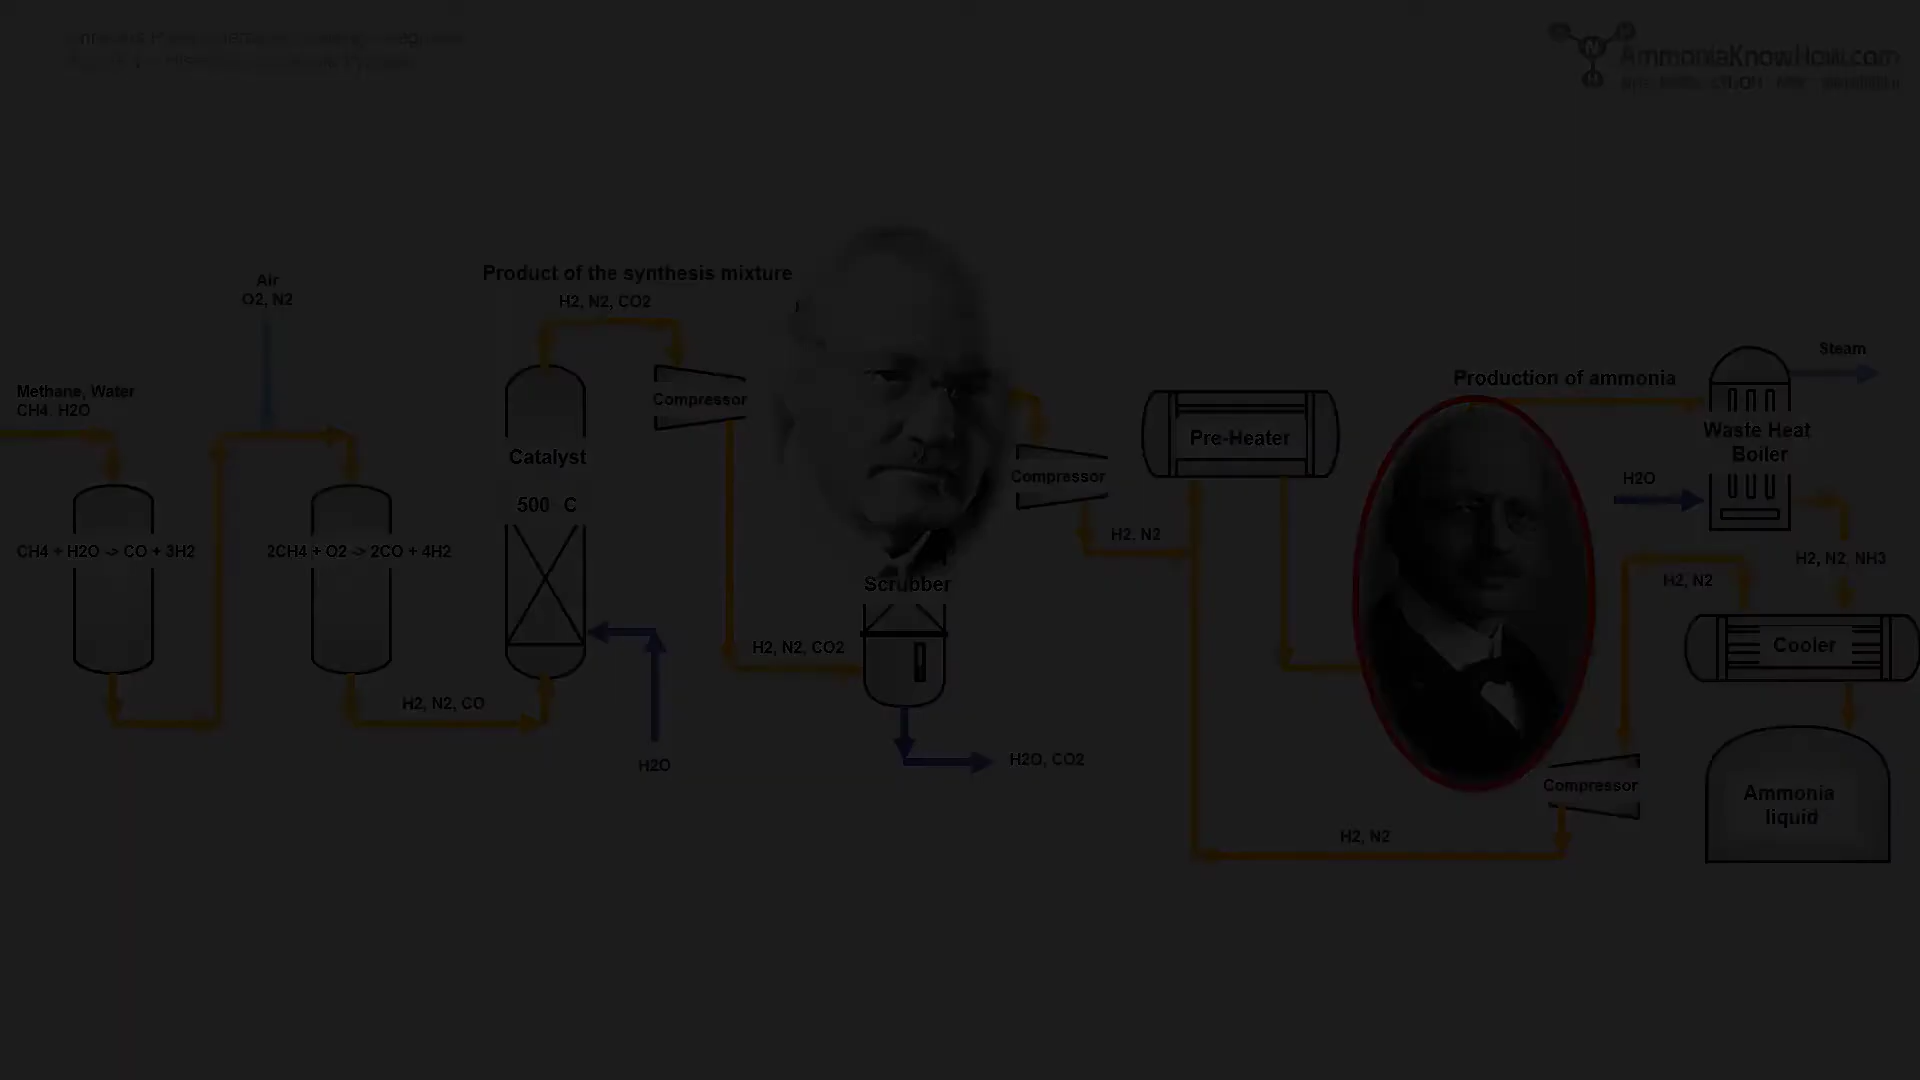 AmmoniaKnowHow.com
Product of the synthesis mixture
H2, N2, CO2
Air
O2, N2
Methane, Water
CH4, H2O
CH4 + H2O -> CO + 3H2
2CH4 + O2 -> 2CO + 4H2
H2, N2, CO
Catalyst
500 C
H2O
Compressor
H2, N2, CO2
Scrubber
H2O, CO2
Compressor
H2, N2
Pre-Heater
Production of ammonia
Steam
Waste Heat
Boiler
H2O
H2, N2, NH3
H2, N2
Cooler
Compressor
H2, N2
Ammonia
liquid